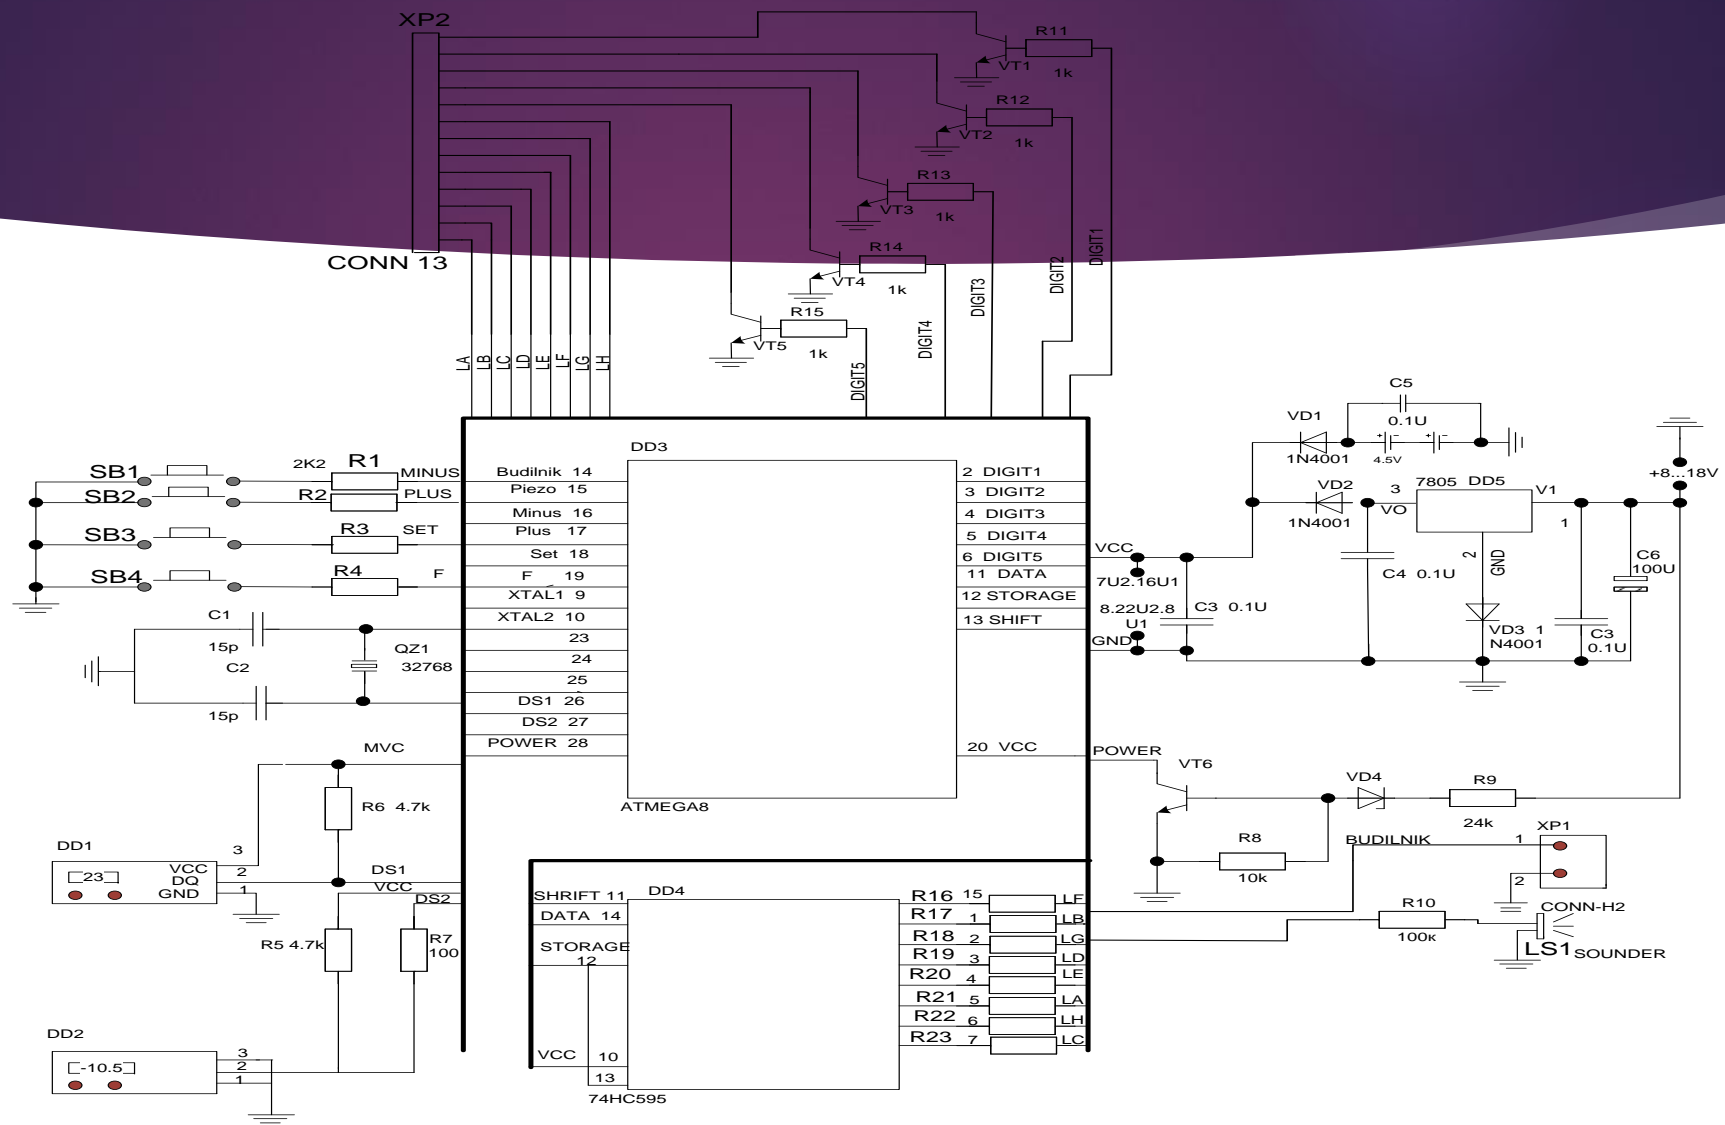 XP2
R11
VT1
1k
R12
VT2
1k
R13
VT3
1k
R14
VT4
1k
R15
VT5
1k
CONN 13
LA
LB
LC
LD
LE
LF
LG
LH
DIGIT5
DIGIT4
DIGIT3
DIGIT2
DIGIT1
SB1
2K2
R1
MINUS
SB2
R2
PLUS
SB3
R3
SET
SB4
R4
F
C1
15p
C2
15p
QZ1
32768
DD3
Budilnik 14
Piezo 15
Minus 16
Plus 17
Set 18
F 19
XTAL1 9
XTAL2 10
23
24
25
DS1 26
DS2 27
POWER 28
2 DIGIT1
3 DIGIT2
4 DIGIT3
5 DIGIT4
6 DIGIT5
11 DATA
12 STORAGE
13 SHIFT
20 VCC
ATMEGA8
C5
0.1U
VD1
1N4001
+ -
+ -
4.5V
+8...18V
VD2
1N4001
3
VO
7805 DD5
V1
1
2
GND
VCC
7U2.16U1
8.22U2.8
U1
GND
C3 0.1U
C4 0.1U
VD3 1
N4001
C3
0.1U
C6
100U
POWER
VT6
VD4
R9
24k
R8
10k
BUDILNIK
XP1
1
2
CONN-H2
R10
100к
LS1 SOUNDER
MVC
R6 4.7k
DD1
23
VCC
DQ
GND
3
2
1
DS1
VCC
DS2
R5 4.7k
R7
100
DD2
-10.5
3
2
1
DD4
SHRIFT 11
DATA 14
STORAGE
12
VCC 10
13
74HC595
R16 15 LF
R17 1 LB
R18 2 LG
R19 3 LD
R20 4 LE
R21 5 LA
R22 6 LH
R23 7 LC